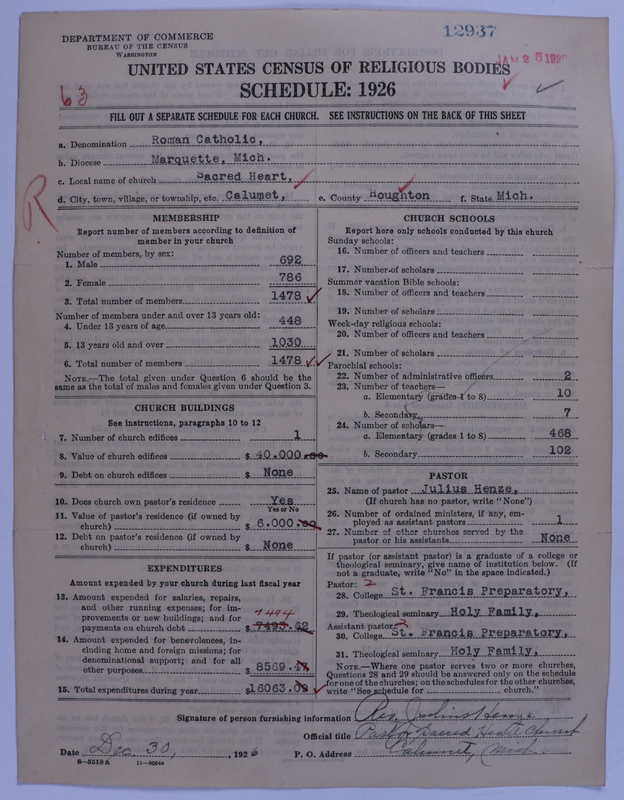 DEPARTMENT OF COMMERCE
BUREAU OF THE CENSUS
WASHINGTON
12937
JAN 25 192
UNITED STATES CENSUS OF RELIGIOUS BODIES
SCHEDULE: 1926
63
FILL OUT A SEPARATE SCHEDULE FOR EACH CHURCH. SEE INSTRUCTIONS ON THE BACK OF THIS SHEET
a. Denomination Roman Catholic,
b. Diocese Marquette, Mich.
c. Local name of church Sacred Heart,
d. City, town, village, or township, etc. Calumet, e. County Houghton f. State Mich.
R
MEMBERSHIP
Report number of members according to definition of
member in your church
Number of members, by sex:
1. Male 692
2. Female 786
3. Total number of members 1478
Number of members under and over 13 years old:
4. Under 13 years of age 448
5. 13 years old and over 1030
6. Total number of members 1478
NOTE.—The total given under Question 6 should be the
same as the total of males and females given under Question 3.
CHURCH BUILDINGS
See instructions, paragraphs 10 to 12
7. Number of church edifices 1
8. Value of church edifices $ 40.000.00
9. Debt on church edifices $ None
10. Does church own pastor's residence Yes
Yes or No
11. Value of pastor's residence (if owned by
church) $ 6.000.00
12. Debt on pastor's residence (if owned by
church) $ None
EXPENDITURES
Amount expended by your church during last fiscal year
13. Amount expended for salaries, repairs,
and other running expenses; for im-
provements or new buildings; and for
7494
payments on church debt $ 7493.62
14. Amount expended for benevolences, in-
cluding home and foreign missions; for
denominational support; and for all
other purposes $ 8569.47
15. Total expenditures during year $16063.09
CHURCH SCHOOLS
Report here only schools conducted by this church
Sunday schools:
16. Number of officers and teachers
17. Number of scholars
Summer vacation Bible schools:
18. Number of officers and teachers
19. Number of scholars
Week-day religious schools:
20. Number of officers and teachers
21. Number of scholars
Parochial schools:
22. Number of administrative officers 2
23. Number of teachers—
a. Elementary (grades 1 to 8) 10
b. Secondary 7
24. Number of scholars—
a. Elementary (grades 1 to 8) 468
b. Secondary 102
PASTOR
25. Name of pastor Julius Henze,
(If church has no pastor, write "None")
26. Number of ordained ministers, if any, em-
ployed as assistant pastors 1
27. Number of other churches served by the
pastor or his assistants None
If pastor (or assistant pastor) is a graduate of a college or
theological seminary, give name of institution below. (If
not a graduate, write "No" in the space indicated.)
Pastor: 2
28. College St. Francis Preparatory,
29. Theological seminary Holy Family,
Assistant pastor: 2
30. College St. Francis Preparatory,
31. Theological seminary Holy Family,
NOTE.—Where one pastor serves two or more churches,
Questions 28 and 29 should be answered only on the schedule
for one of the churches; on the schedules for the other churches,
write "See schedule for church."
Signature of person furnishing information Rev. Julius Henze
Official title Pastor Sacred Heart Church
Date Dec 30, 1926 P. O. Address Calumet, Mich.
8—5519a 11—9034